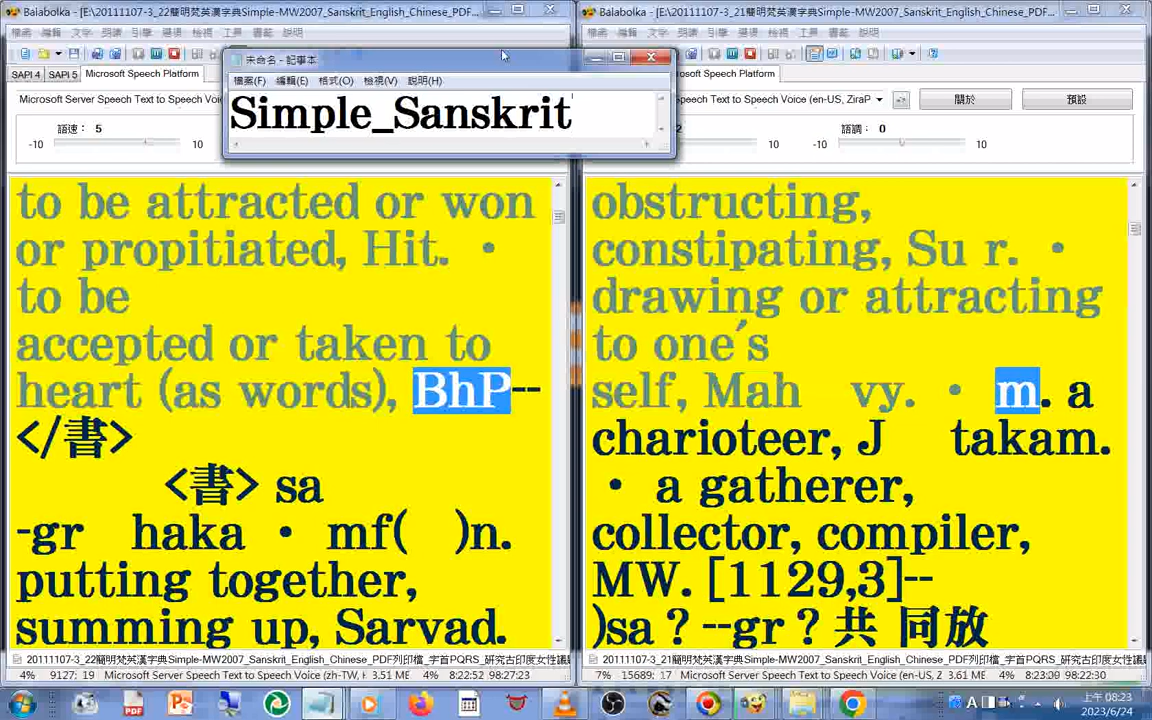 Balabolka - [E:\20111107-3_22簡明梵英漢字典Simple-MW2007_Sanskrit_English_Chinese_PDF...
Balabolka - [E:\20111107-3_21簡明梵英漢字典Simple-MW2007_Sanskrit_English_Chinese_PDF...
SAPI 4 SAPI 5 Microsoft Speech Platform
Speech Platform
Microsoft Server Speech Text to Speech Voi
Speech Text to Speech Voice (en-US, ZiraP
關於
預設
語速： 5
-10 10
2
10
語調： 0
-10 10
未命名 - 記事本
檔案(F) 編輯(E) 格式(O) 檢視(V) 說明(H)
Simple_Sanskrit
to be attracted or won
or propitiated, Hit. •
to be
accepted or taken to
heart (as words), BhP--
</書>
<書> sa
-gr haka • mf( )n.
putting together,
summing up, Sarvad.
obstructing,
constipating, Su r. •
drawing or attracting
to one's
self, Mah vy. • m. a
charioteer, J takam.
• a gatherer,
collector, compiler,
MW. [1129,3]--
)sa？--gr？共 同放
20111107-3_22簡明梵英漢字典Simple-MW2007_Sanskrit_English_Chinese_PDF列印檔_字首PQRS_研究古印度女性議
20111107-3_21簡明梵英漢字典Simple-MW2007_Sanskrit_English_Chinese_PDF列印檔_字首PQRS_研究古印度女性議
4% 9127; 19 Microsoft Server Speech Text to Speech Voice (zh-TW, H 3.51 ME 4% 8:22:52 98:27:23
7% 15689; 17 Microsoft Server Speech Text to Speech Voice (en-US, Z 3.61 ME 4% 8:23:09 98:22:30
上午 08:23
2023/6/24